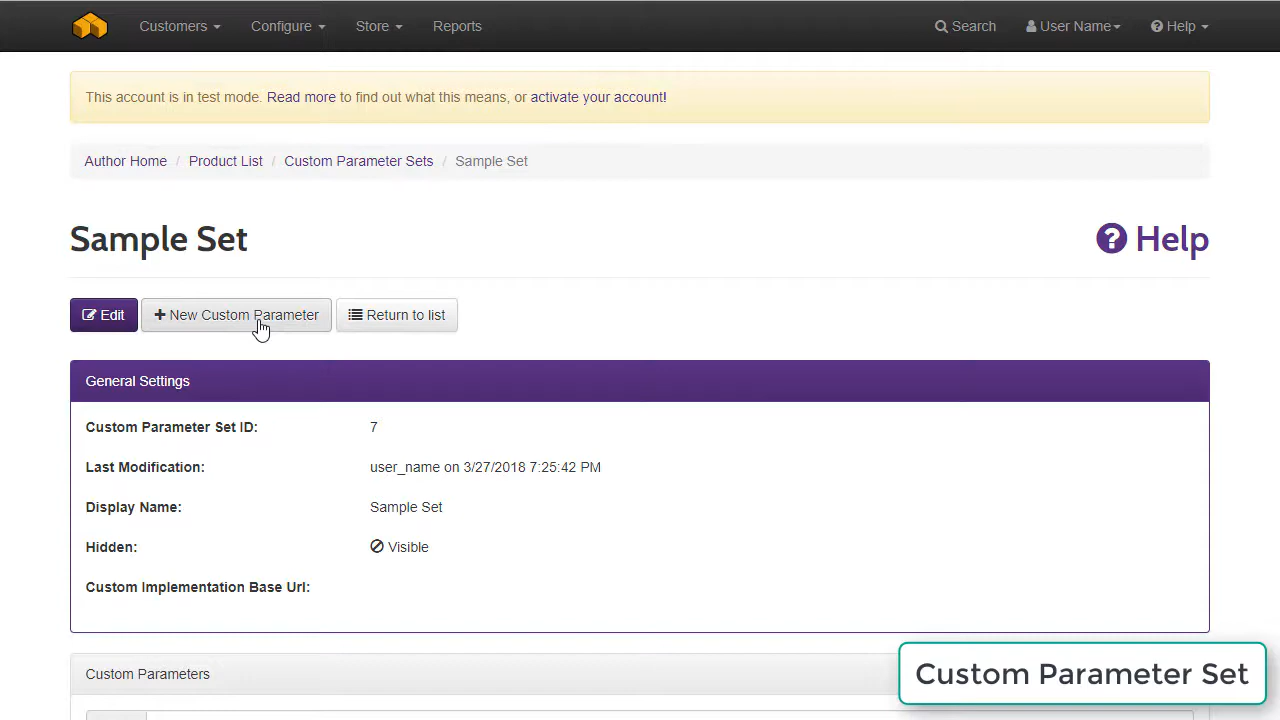 Customers Configure Store Reports Search User Name Help
This account is in test mode. Read more to find out what this means, or activate your account!
Author Home / Product List / Custom Parameter Sets / Sample Set
Sample Set Help
Edit New Custom Parameter Return to list
General Settings
Custom Parameter Set ID: 7
Last Modification: user_name on 3/27/2018 7:25:42 PM
Display Name: Sample Set
Hidden: Visible
Custom Implementation Base Url:
Custom Parameters
Custom Parameter Set